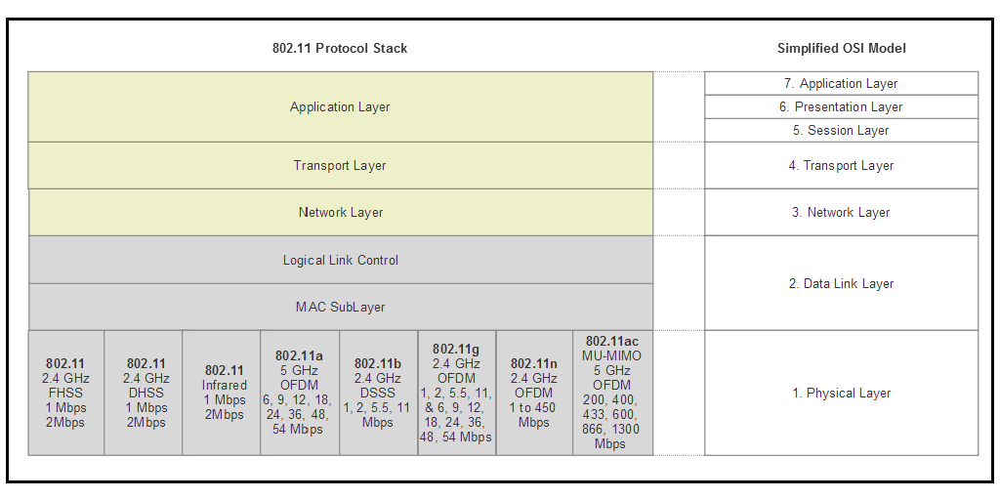 802.11 Protocol Stack
Simplified OSI Model
Application Layer
7. Application Layer
6. Presentation Layer
5. Session Layer
Transport Layer
4. Transport Layer
Network Layer
3. Network Layer
Logical Link Control
MAC SubLayer
2. Data Link Layer
802.11
2.4 GHz
FHSS
1 Mbps
2Mbps
802.11
2.4 GHz
DHSS
1 Mbps
2Mbps
802.11
Infrared
1 Mbps
2Mbps
802.11a
5 GHz
OFDM
6, 9, 12, 18,
24, 36, 48,
54 Mbps
802.11b
2.4 GHz
DSSS
1, 2, 5.5, 11
Mbps
802.11g
2.4 GHz
OFDM
1, 2, 5.5, 11,
& 6, 9, 12,
18, 24, 36,
48, 54 Mbps
802.11n
2.4 GHz
OFDM
1 to 450
Mbps
802.11ac
MU-MIMO
5 GHz
OFDM
200, 400,
433, 600,
866, 1300
Mbps
1. Physical Layer